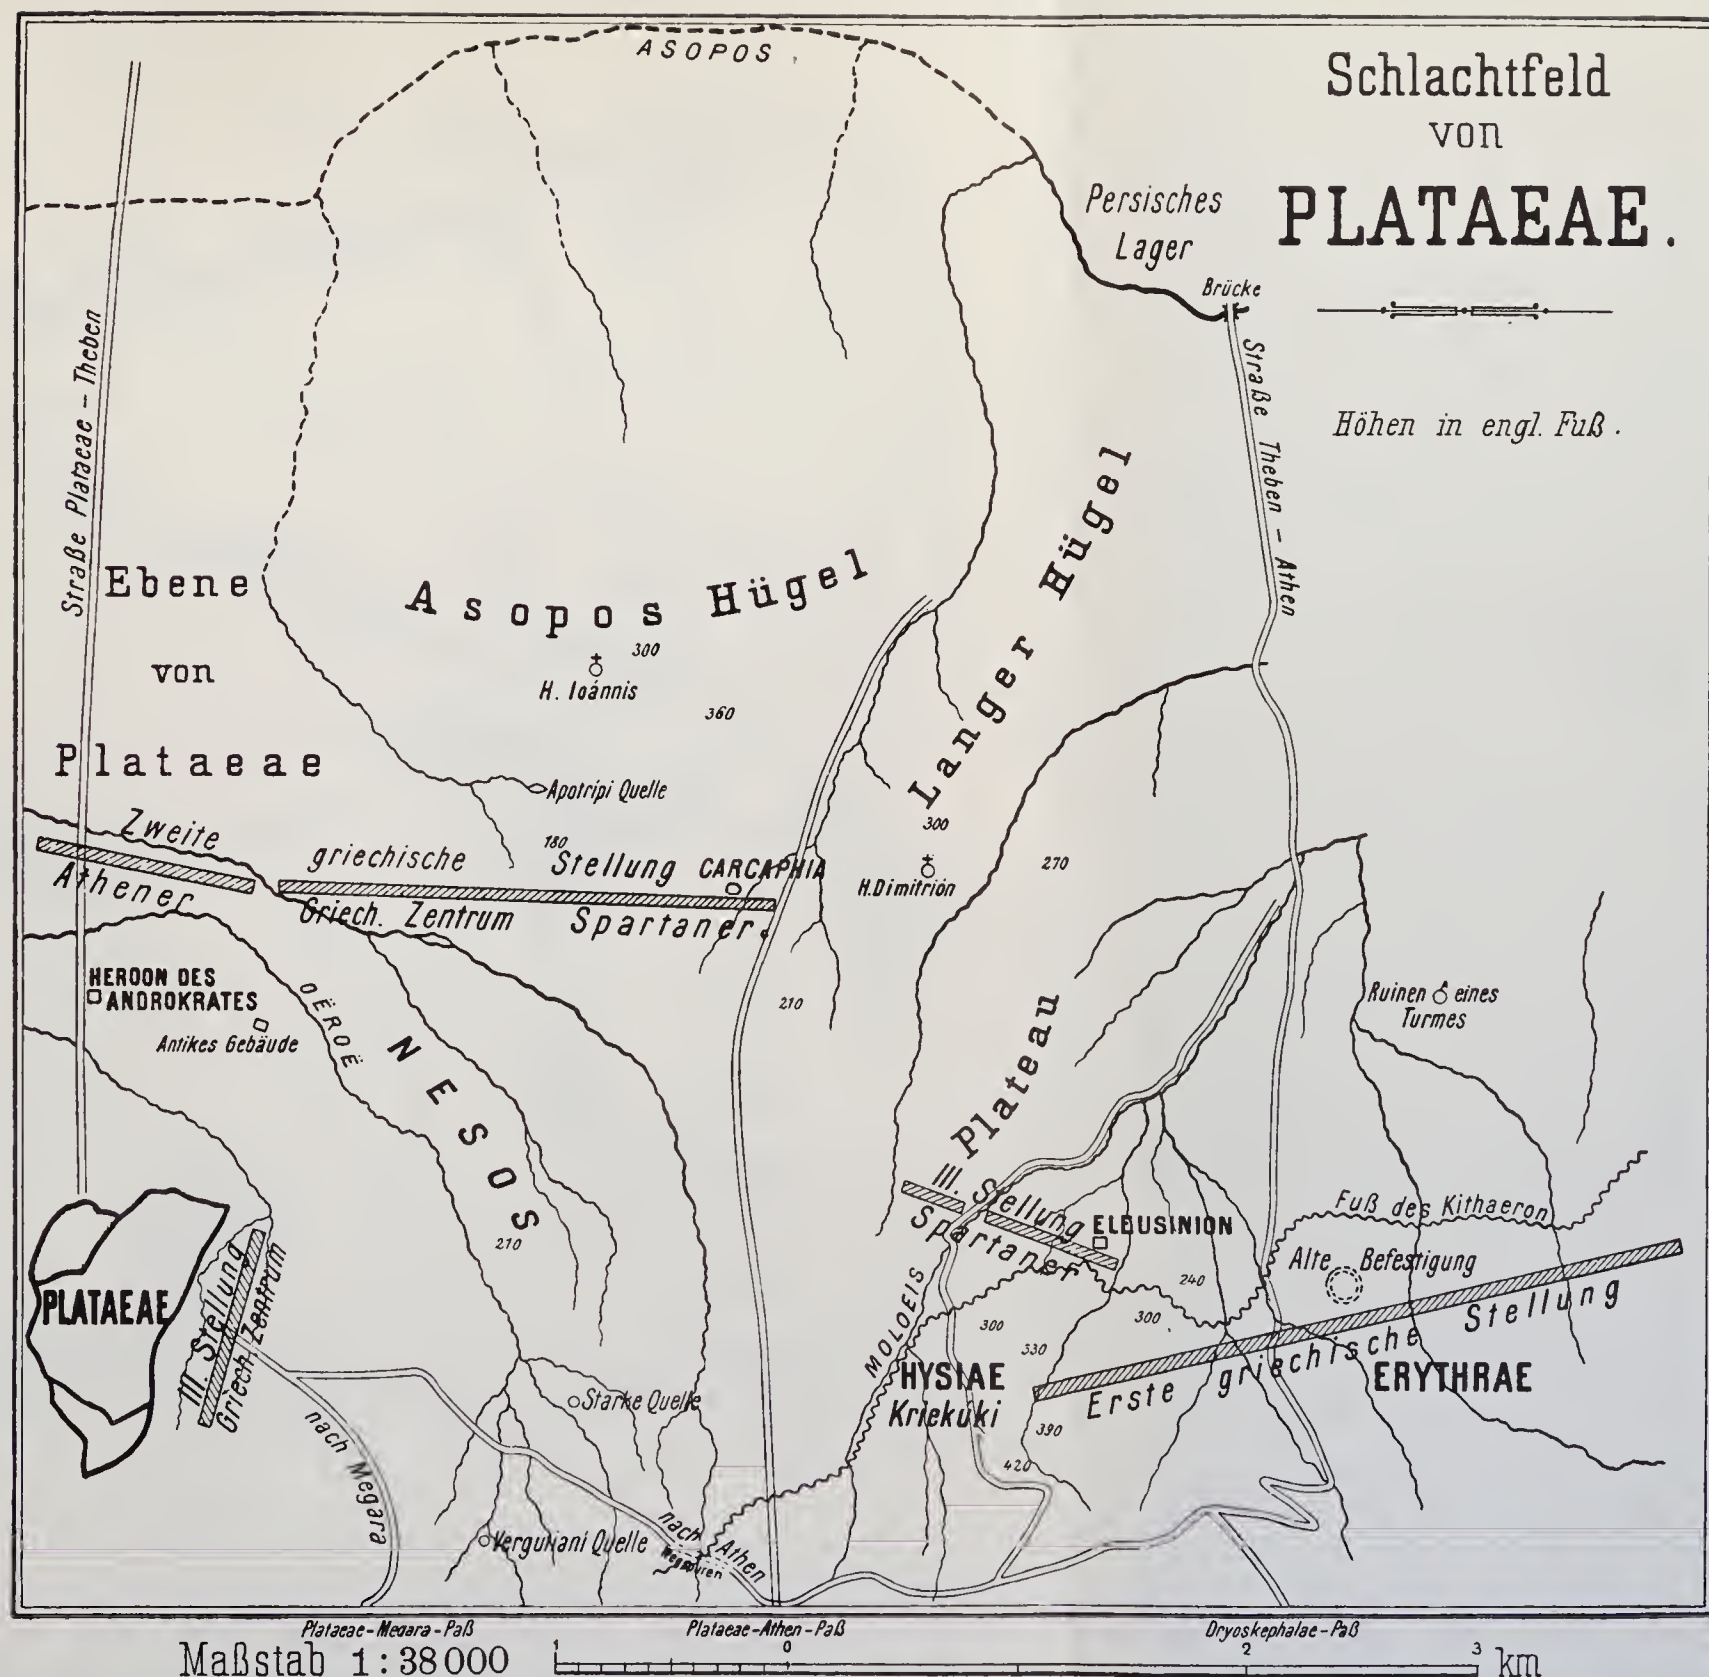 ASOPOS
Schlachtfeld
von
PLATAEAE.
Persisches
Lager
Brücke
Höhen in engl. Fuß.
Straße Plataeae - Theben
Straße Theben - Athen
Ebene
von
Plataeae
Asopos Hügel
300
H. Ioánnis
360
Langer Hügel
300
H. Dimitrión
270
Apotripi Quelle
180
Zweite griechische Stellung
CARCAPHIA
Athener
Griech. Zentrum
Spartaner
HEROON DES
ANDROKRATES
Antikes Gebäude
OËROË
NESOS
210
210
Plateau
Ruinen eines
Turmes
III. Stellung
Spartaner
ELEUSINION
Fuß des Kithaeron
Alte Befestigung
240
300
300
330
MOLOEIS
HYSIAE
Kriekuki
390
420
Erste griechische Stellung
ERYTHRAE
PLATAEAE
III. Stellung
Griech. Zentrum
Starke Quelle
nach Megara
Verguliani Quelle
nach Athen
Wegspuren
Plataeae-Megara-Paß
Plataeae-Athen-Paß
Dryoskephalae-Paß
Maßstab 1:38000
1 0 2 3 km